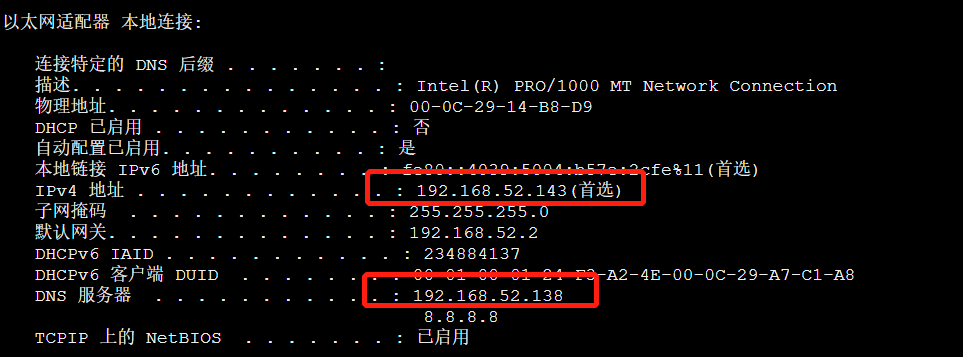 以太网适配器 本地连接:
连接特定的 DNS 后缀 . . . . . . . :
描述. . . . . . . . . . . . . . . : Intel(R) PRO/1000 MT Network Connection
物理地址. . . . . . . . . . . . . : 00-0C-29-14-B8-D9
DHCP 已启用 . . . . . . . . . . . : 否
自动配置已启用. . . . . . . . . . : 是
本地链接 IPv6 地址. . . . . . . . : (首选)
IPv4 地址 . . . . . . . . . . . . : 192.168.52.143(首选)
子网掩码 . . . . . . . . . . . . : 255.255.255.0
默认网关. . . . . . . . . . . . . : 192.168.52.2
DHCPv6 IAID . . . . . . . . . . . : 234884137
DHCPv6 客户端 DUID . . . . . . . : 00-01-00-01-24-F3-A2-4E-00-0C-29-A7-C1-A8
DNS 服务器 . . . . . . . . . . . : 192.168.52.138
8.8.8.8
TCPIP 上的 NetBIOS . . . . . . . : 已启用